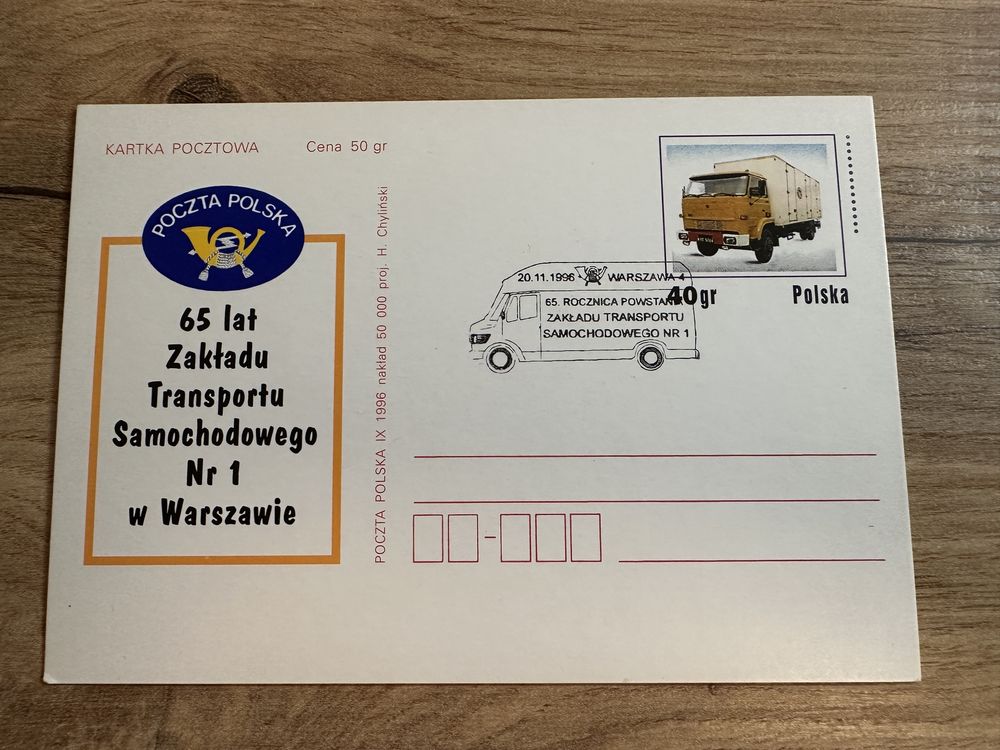 KARTKA POCZTOWA Cena 50 gr
POCZTA POLSKA
65 lat
Zakładu
Transportu
Samochodowego
Nr 1
w Warszawie
POCZTA POLSKA IX 1996 nakład 50 000 proj. H. Chyliński
40gr Polska
20.11.1996 WARSZAWA 4
65. ROCZNICA POWSTANIA
ZAKŁADU TRANSPORTU
SAMOCHODOWEGO NR 1